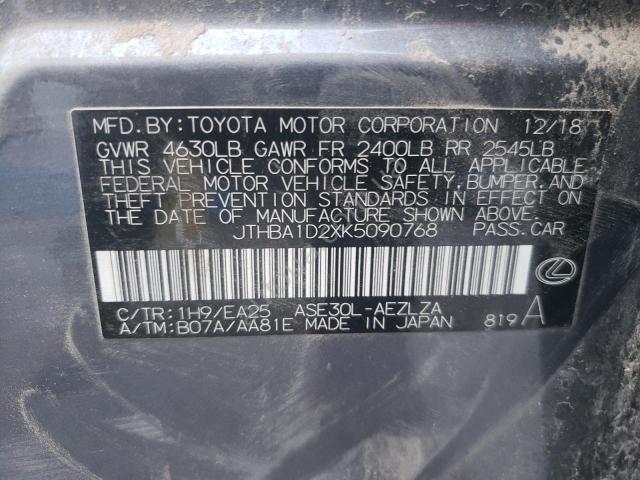 MFD. BY: TOYOTA MOTOR CORPORATION 12/18
GVWR 4630LB GAWR FR 2400LB RR 2545LB
THIS VEHICLE CONFORMS TO ALL APPLICABLE
FEDERAL MOTOR VEHICLE SAFETY, BUMPER, AND
THEFT PREVENTION STANDARDS IN EFFECT ON
THE DATE OF MANUFACTURE SHOWN ABOVE.
JTHBA1D2XK5090768 PASS. CAR
C/TR: 1H9/EA25 ASE30L-AEZLZA
A/TM: B07A/AA81E MADE IN JAPAN 819 A